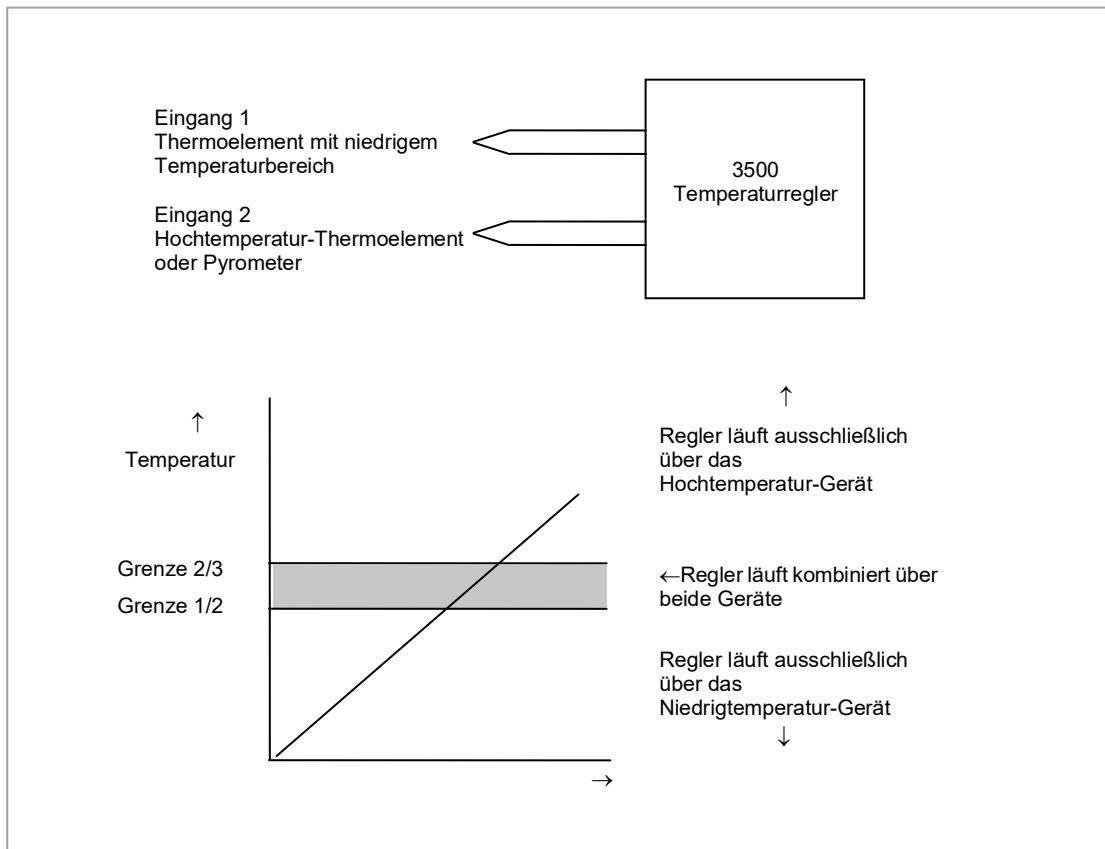 Eingang 1
Thermoelement mit niedrigem
Temperaturbereich
Eingang 2
Hochtemperatur-Thermoelement
oder Pyrometer
3500
Temperaturregler
↑
Temperatur
Grenze 2/3
Grenze 1/2
→
↑
Regler läuft ausschließlich
über das
Hochtemperatur-Gerät
←Regler läuft kombiniert über
beide Geräte
Regler läuft ausschließlich
über das
Niedrigtemperatur-Gerät
↓